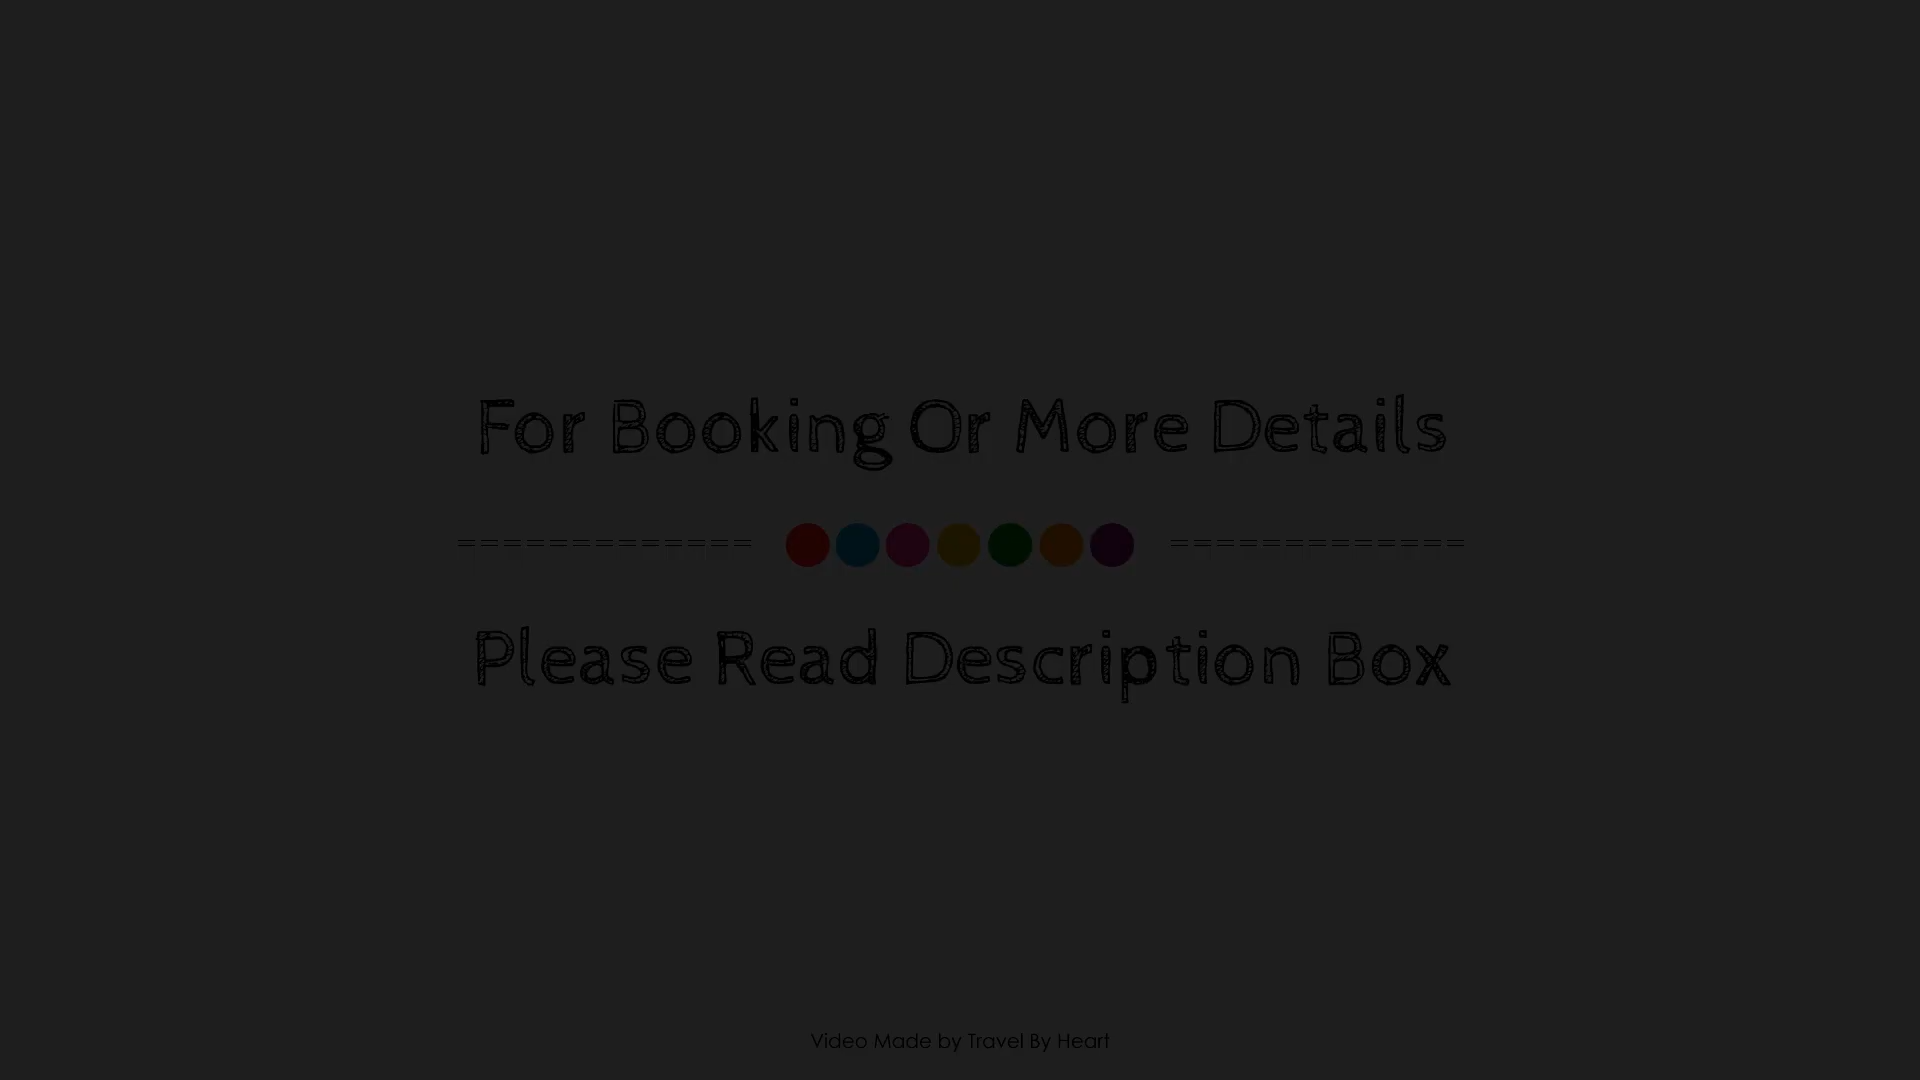 For Booking Or More Details
============= =============
Please Read Description Box
Video Made by Travel By Heart